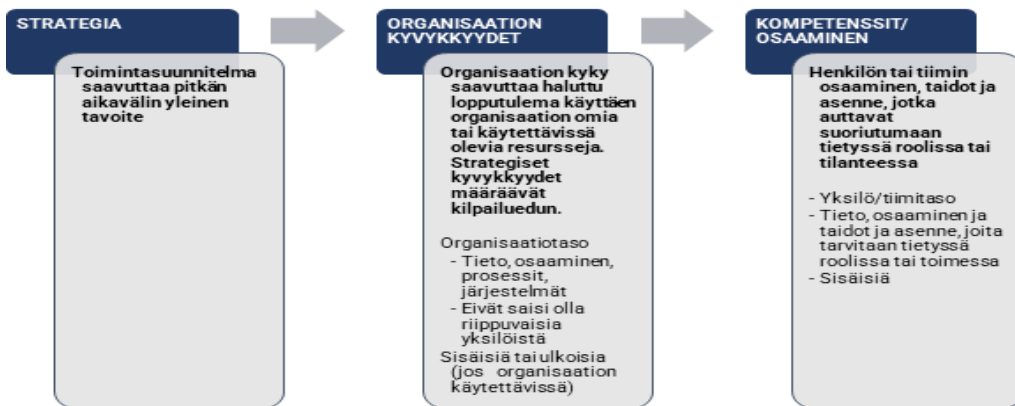 STRATEGIA
Toimintasuunnitelma
saavuttaa pitkän
aikavälin yleinen
tavoite
ORGANISAATION
KYVYKKYYDET
Organisaation kyky
saavuttaa haluttu
lopputulema käyttäen
organisaation omia
tai käytettävissä
olevia resursseja.
Strategiset
kyvykkyydet
määräävät
kilpailuedun.
Organisaatiotaso
- Tieto, osaaminen,
prosessit,
järjestelmät
- Eivät saisi olla
riippuvaisia
yksilöistä
Sisäisiä tai ulkoisia
(jos organisaation
käytettävissä)
KOMPETENSSIT/
OSAAMINEN
Henkilön tai tiimin
osaaminen, taidot ja
asenne, jotka
auttavat
suoriutumaan
tietyssä roolissa tai
tilanteessa
- Yksilö/tiimitaso
- Tieto, osaaminen ja
taidot ja asenne, joita
tarvitaan tietyssä
roolissa tai toimessa
- Sisäisiä